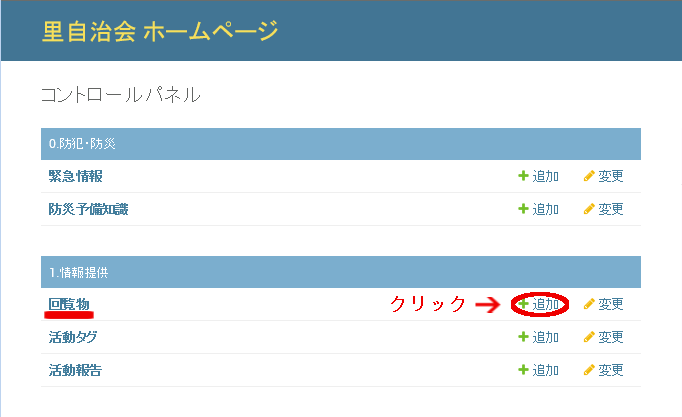 里自治会 ホームページ
コントロールパネル
0.防犯・防災
緊急情報 追加 変更
防災予備知識 追加 変更
1.情報提供
回覧物 クリック → 追加 変更
活動タグ 追加 変更
活動報告 追加 変更